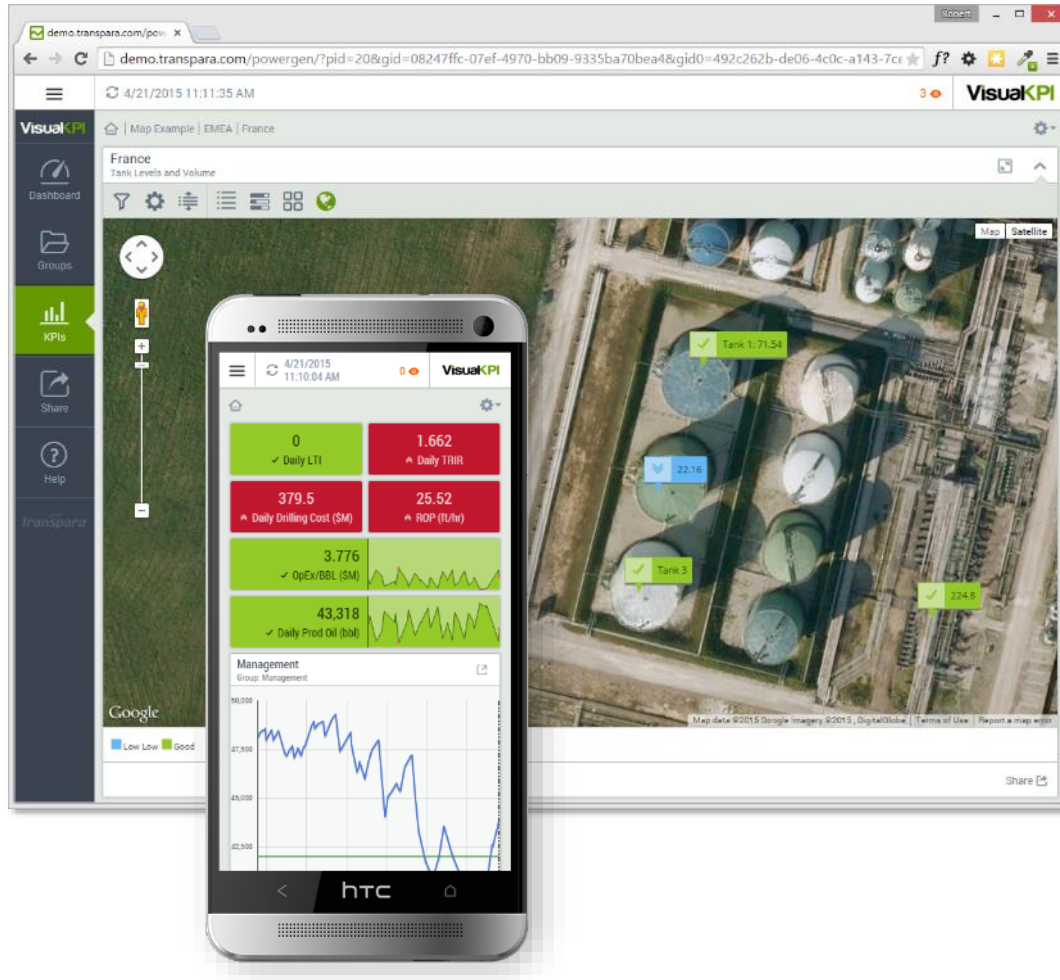 Robert
demo.transpara.com/pow
demo.transpara.com/powergen/?pid=20&gid=08247ffc-07ef-4970-bb09-9335ba70bea4&gid0=492c262b-de06-4c0c-a143-7ce
f?
4/21/2015 11:11:35 AM
3
VisualKPI
VisualKPI
Map Example | EMEA | France
France
Tank Levels and Volume
Dashboard
Groups
KPIs
Share
Help
Transpara
Map
Satellite
Tank 1: 71.54
22.16
Tank 3
224.8
Google
Map data ©2015 Google Imagery ©2015 , DigitalGlobe
Terms of Use
Report a map error
Low Low
Good
Share
4/21/2015
11:10:04 AM
0
VisualKPI
0
Daily LTI
1.662
Daily TRIR
379.5
Daily Drilling Cost ($M)
25.52
ROP (ft/hr)
3.776
OpEx/BBL ($M)
43,318
Daily Prod Oil (bbl)
Management
Group: Management
50,000
47,500
45,000
42,500
hTC